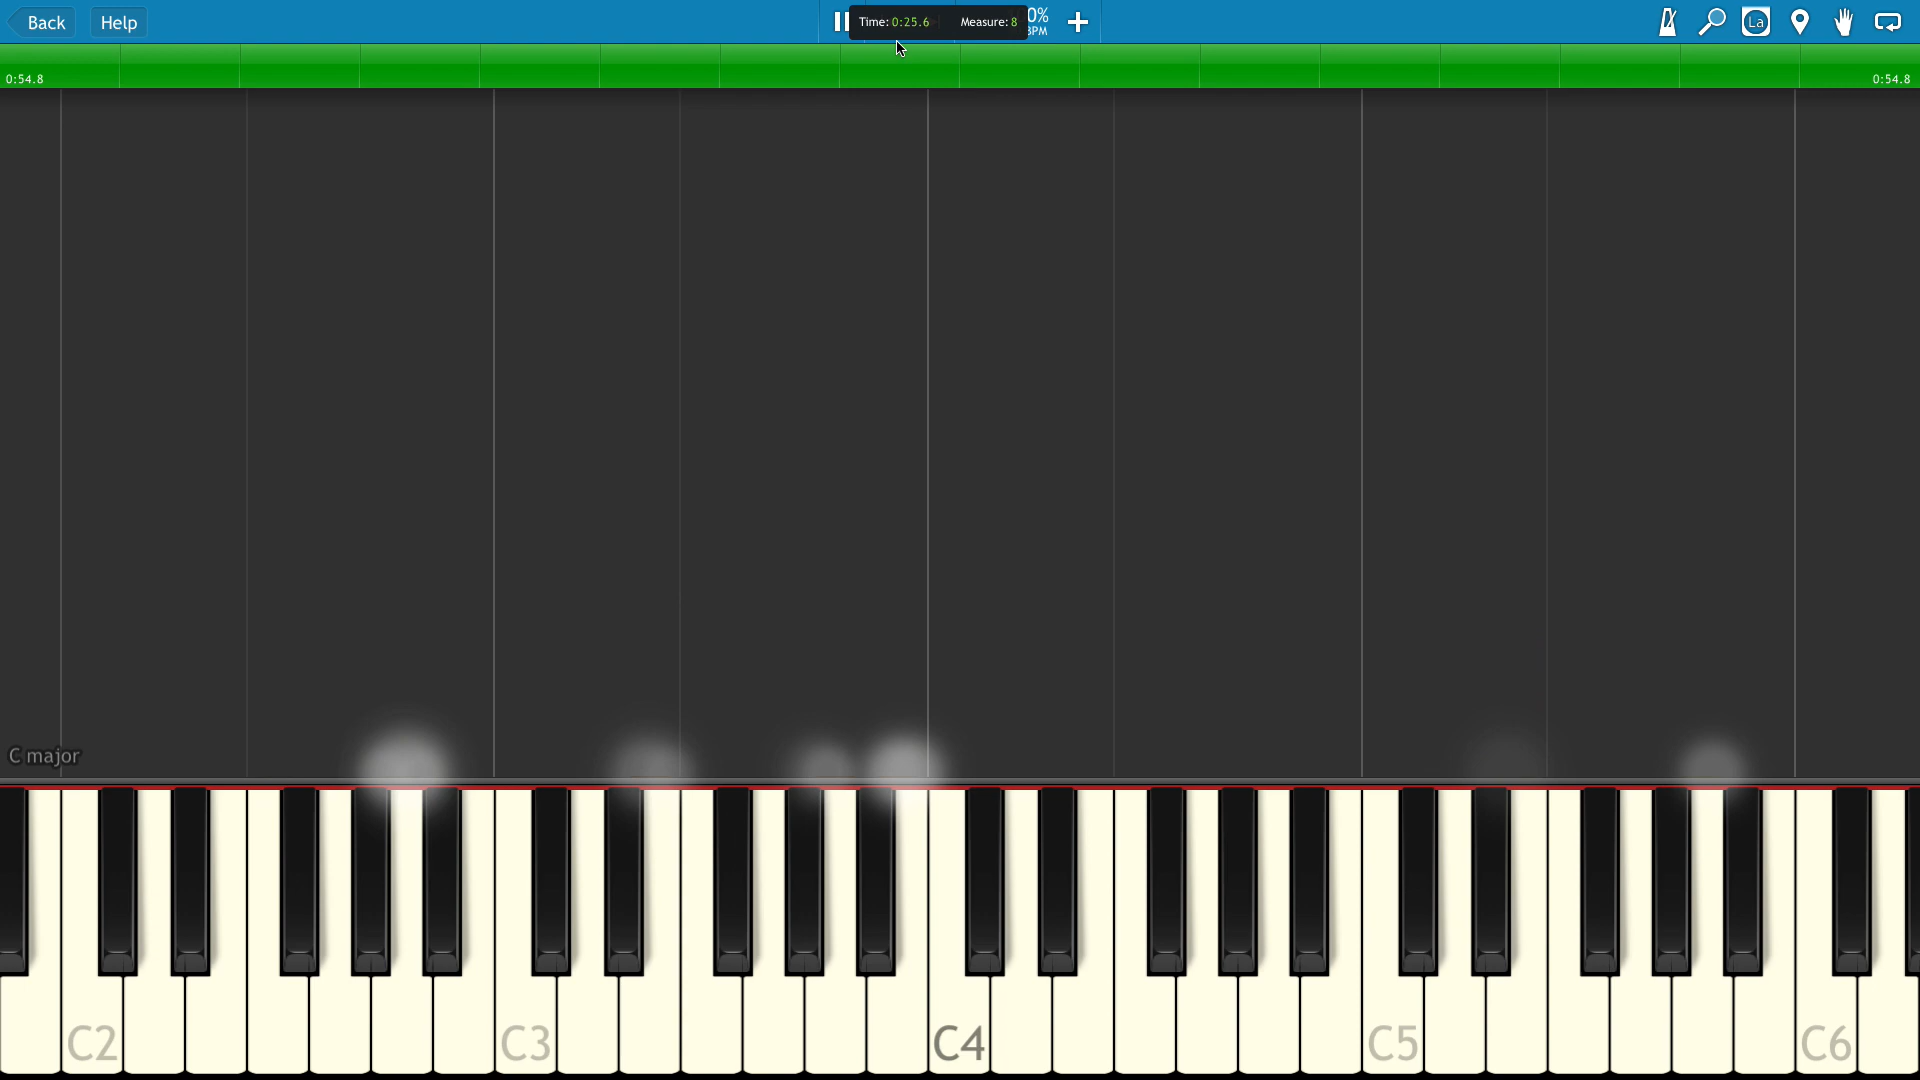 Back
Help
Time: 0:25.6 Measure: 8
0%
BPM
La
0:54.8
0:54.8
C major
C2
C3
C4
C5
C6